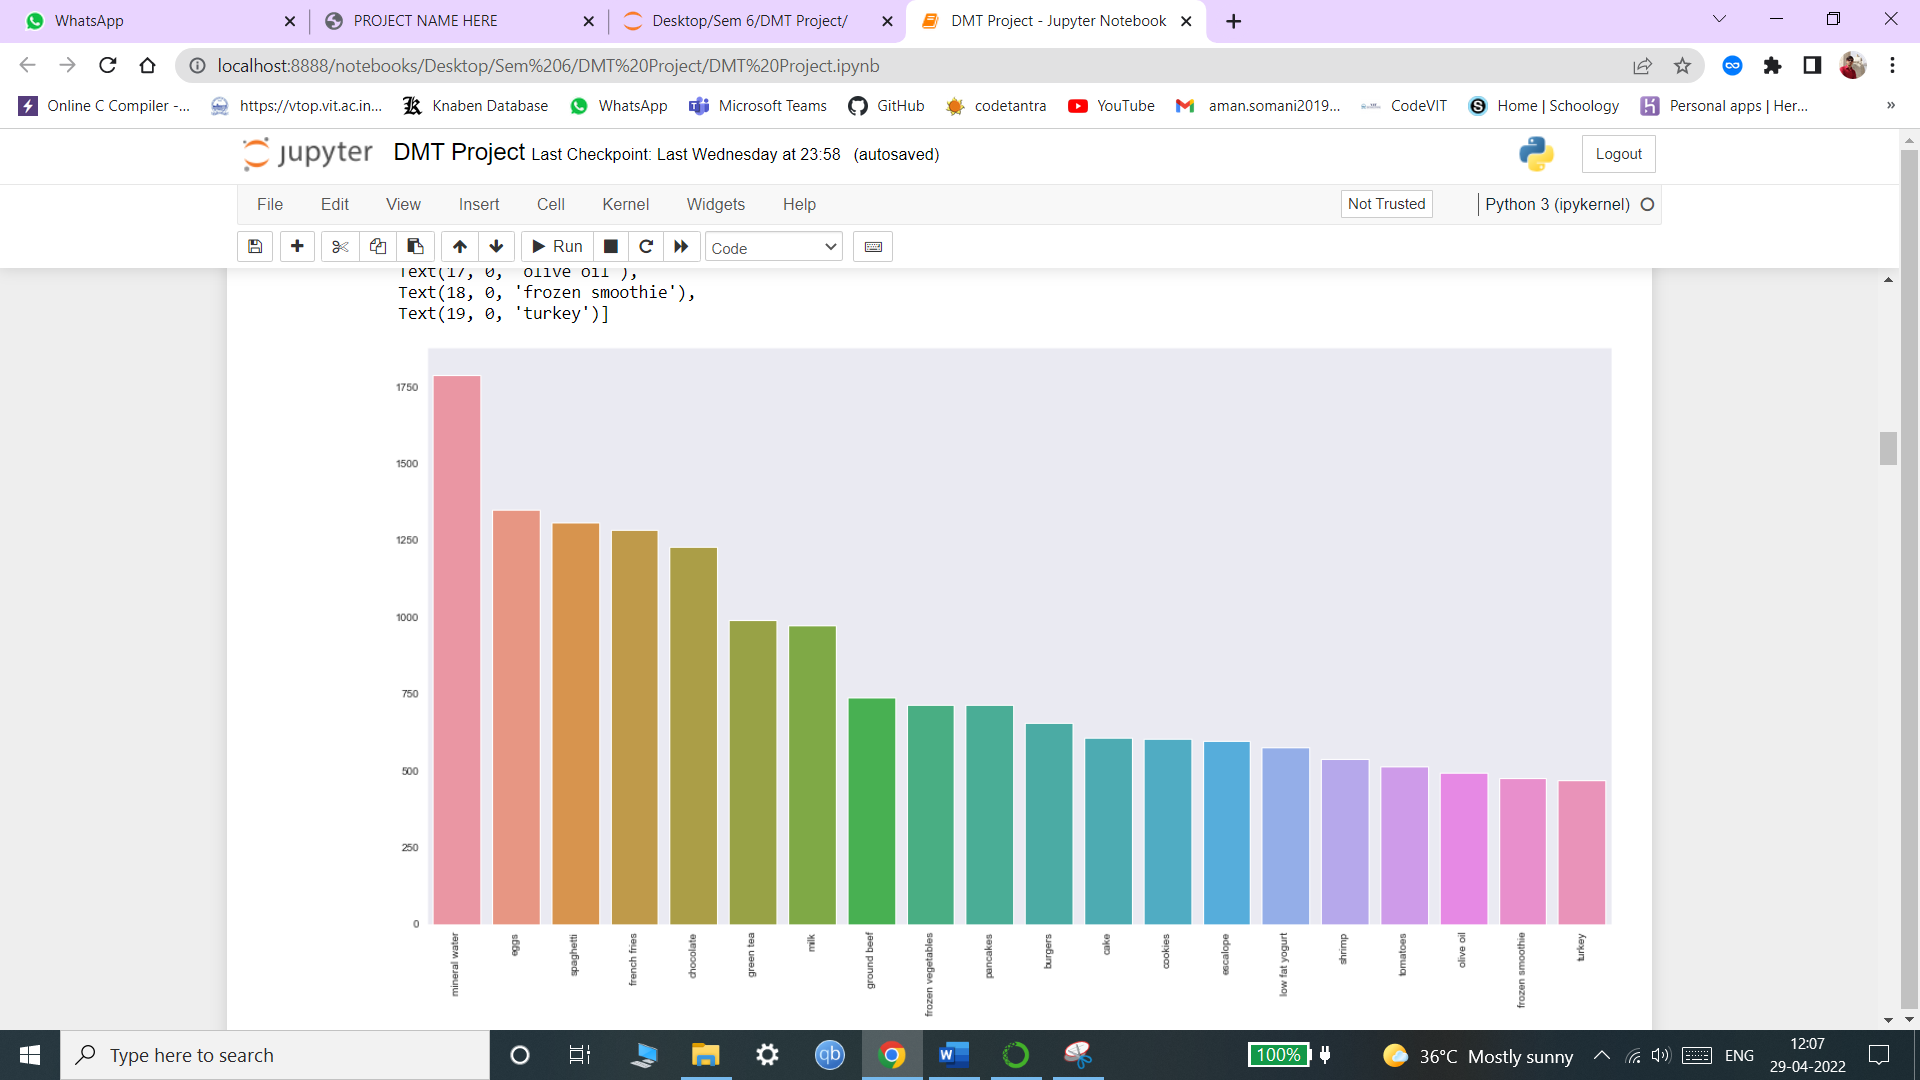 WhatsApp
PROJECT NAME HERE
Desktop/Sem 6/DMT Project/
DMT Project - Jupyter Notebook
localhost:8888/notebooks/Desktop/Sem%206/DMT%20Project/DMT%20Project.ipynb
Online C Compiler -...
https://vtop.vit.ac.in...
Knaben Database
WhatsApp
Microsoft Teams
GitHub
codetantra
YouTube
aman.somani2019...
CodeVIT
Home | Schoology
Personal apps | Her...
»
jupyter DMT Project Last Checkpoint: Last Wednesday at 23:58 (autosaved)
Logout
File Edit View Insert Cell Kernel Widgets Help
Not Trusted
Python 3 (ipykernel)
Run
Code
Text(17, 0, 'olive oil'),
Text(18, 0, 'frozen smoothie'),
Text(19, 0, 'turkey')]
1750
1500
1250
1000
750
500
250
0
mineral water
eggs
spaghetti
french fries
chocolate
green tea
milk
ground beef
frozen vegetables
pancakes
burgers
cake
cookies
escalope
low fat yogurt
shrimp
tomatoes
olive oil
frozen smoothie
turkey
Type here to search
qb
100%
36°C Mostly sunny
ENG
12:07
29-04-2022